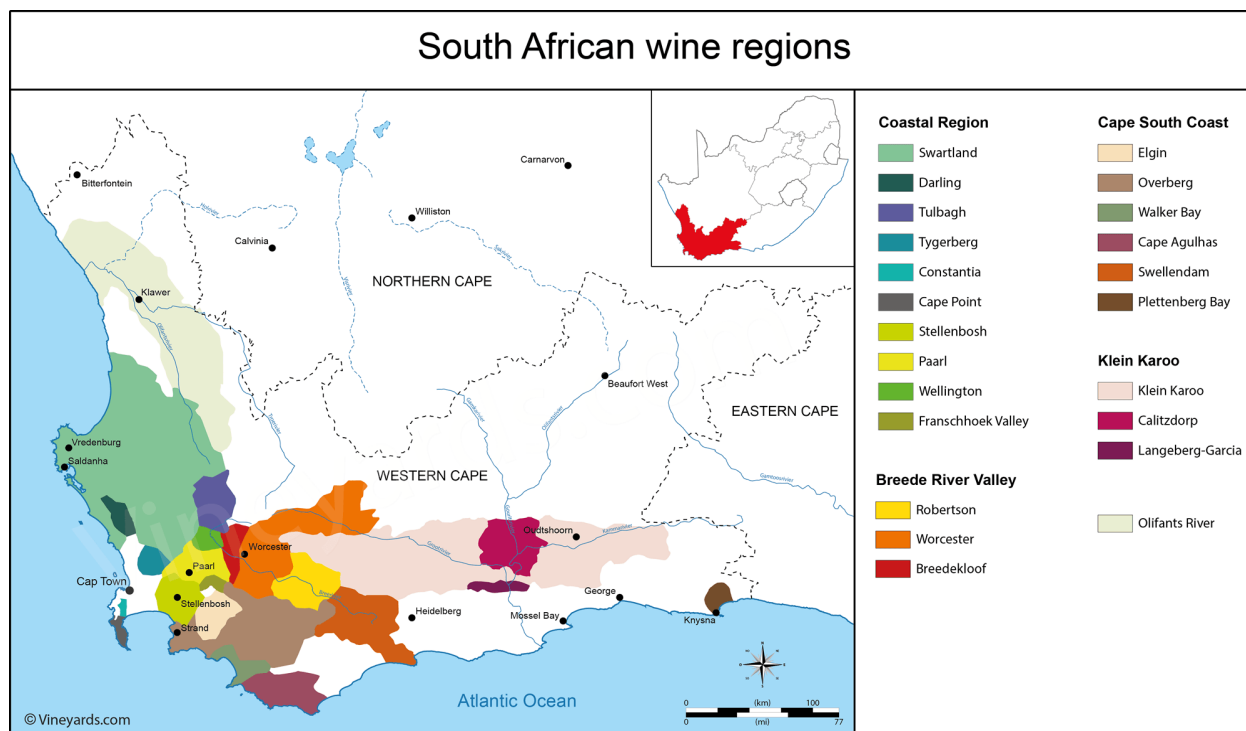 South African wine regions
Carnarvon
Bitterfontein
Williston
Calvinia
NORTHERN CAPE
Klawer
Beaufort West
EASTERN CAPE
Vredenburg
Saldanha
WESTERN CAPE
Oudtshoorn
Worcester
Paarl
Cap Town
Stellenbosh
George
Heidelberg
Mossel Bay
Knysna
Strand
Atlantic Ocean
© Vineyards.com
0 (km) 100
0 (mi) 77
Coastal Region
Swartland
Darling
Tulbagh
Tygerberg
Constantia
Cape Point
Stellenbosh
Paarl
Wellington
Franschhoek Valley
Breede River Valley
Robertson
Worcester
Breedekloof
Cape South Coast
Elgin
Overberg
Walker Bay
Cape Agulhas
Swellendam
Plettenberg Bay
Klein Karoo
Klein Karoo
Calitzdorp
Langeberg-Garcia
Olifants River